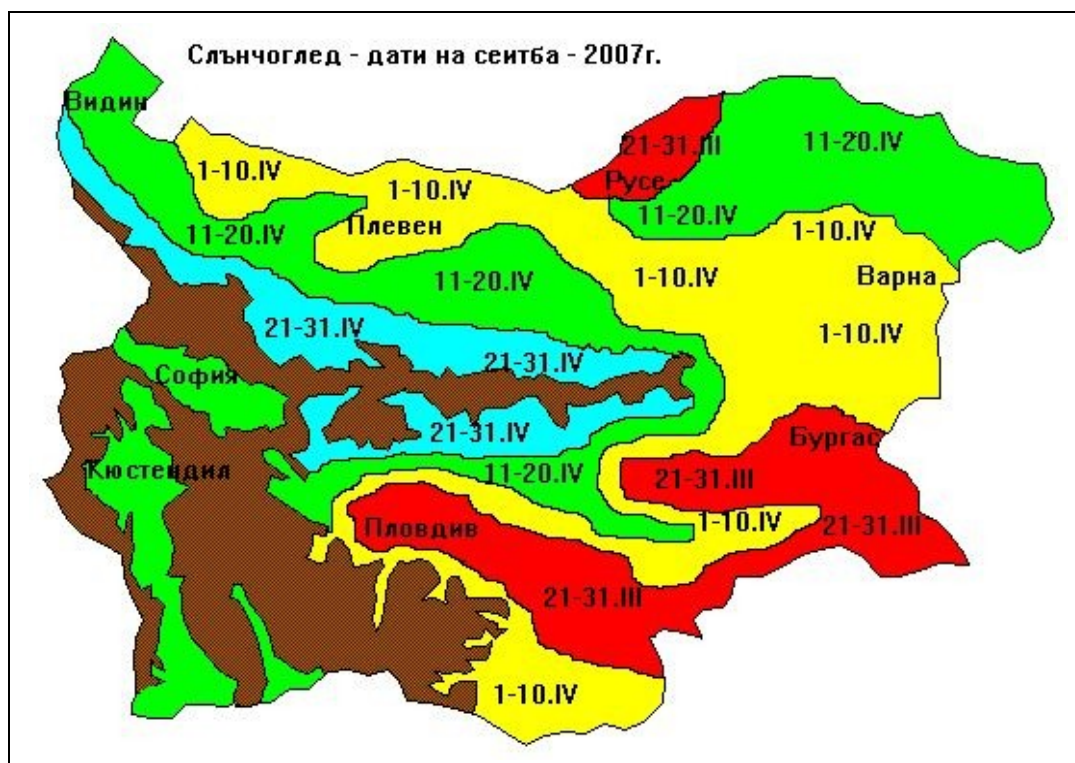 Слънчоглед - дати на сеитба - 2007г.
Видин
21-31.III
11-20.IV
1-10.IV
Русе
1-10.IV
11-20.IV
Плевен
1-10.IV
11-20.IV
11-20.IV
1-10.IV
Варна
21-31.IV
1-10.IV
21-31.IV
София
21-31.IV
Бургас
Кюстендил
11-20.IV
21-31.III
Пловдив
1-10.IV
21-31.III
21-31.III
1-10.IV